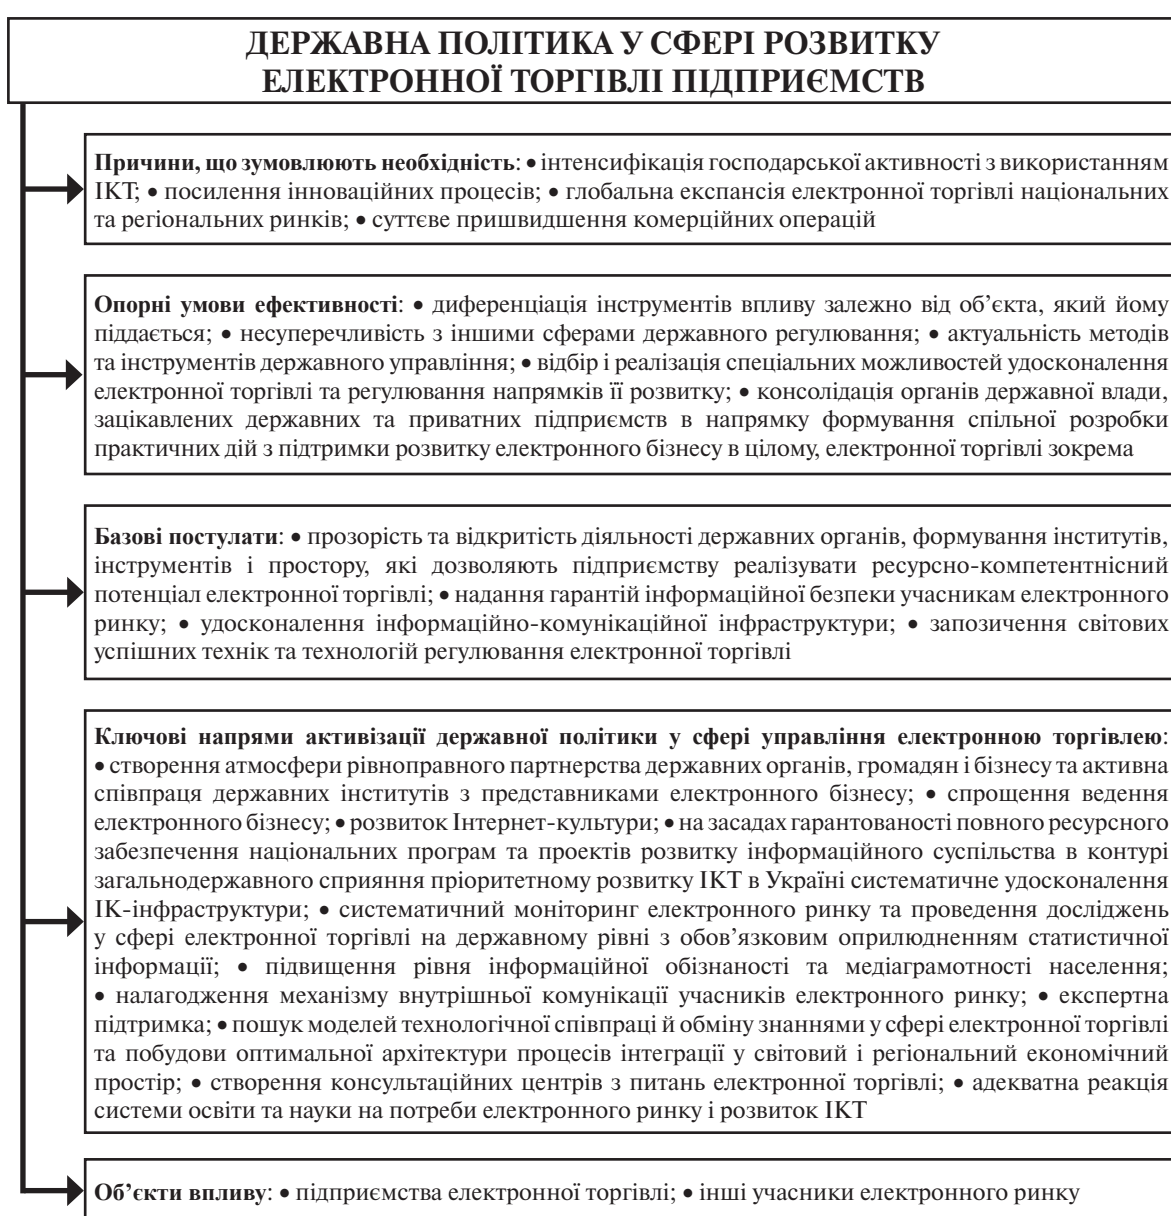 ДЕРЖАВНА ПОЛІТИКА У СФЕРІ РОЗВИТКУ
ЕЛЕКТРОННОЇ ТОРГІВЛІ ПІДПРИЄМСТВ
Причини, що зумовлюють необхідність: • інтенсифікація господарської активності з використанням
ІКТ; • посилення інноваційних процесів; • глобальна експансія електронної торгівлі національних
та регіональних ринків; • суттєве пришвидшення комерційних операцій
Опорні умови ефективності: • диференціація інструментів впливу залежно від об’єкта, який йому
піддається; • несуперечливість з іншими сферами державного регулювання; • актуальність методів
та інструментів державного управління; • відбір і реалізація спеціальних можливостей удосконалення
електронної торгівлі та регулювання напрямків її розвитку; • консолідація органів державної влади,
зацікавлених державних та приватних підприємств в напрямку формування спільної розробки
практичних дій з підтримки розвитку електронного бізнесу в цілому, електронної торгівлі зокрема
Базові постулати: • прозорість та відкритість діяльності державних органів, формування інститутів,
інструментів і простору, які дозволяють підприємству реалізувати ресурсно-компетентнісний
потенціал електронної торгівлі; • надання гарантій інформаційної безпеки учасникам електронного
ринку; • удосконалення інформаційно-комунікаційної інфраструктури; • запозичення світових
успішних технік та технологій регулювання електронної торгівлі
Ключові напрями активізації державної політики у сфері управління електронною торгівлею:
• створення атмосфери рівноправного партнерства державних органів, громадян і бізнесу та активна
співпраця державних інститутів з представниками електронного бізнесу; • спрощення ведення
електронного бізнесу; • розвиток Інтернет-культури; • на засадах гарантованості повного ресурсного
забезпечення національних програм та проектів розвитку інформаційного суспільства в контурі
загальнодержавного сприяння пріоритетному розвитку ІКТ в Україні систематичне удосконалення
ІК-інфраструктури; • систематичний моніторинг електронного ринку та проведення досліджень
у сфері електронної торгівлі на державному рівні з обов’язковим оприлюдненням статистичної
інформації; • підвищення рівня інформаційної обізнаності та медіаграмотності населення;
• налагодження механізму внутрішньої комунікації учасників електронного ринку; • експертна
підтримка; • пошук моделей технологічної співпраці й обміну знаннями у сфері електронної торгівлі
та побудови оптимальної архітектури процесів інтеграції у світовий і регіональний економічний
простір; • створення консультаційних центрів з питань електронної торгівлі; • адекватна реакція
системи освіти та науки на потреби електронного ринку і розвиток ІКТ
Об’єкти впливу: • підприємства електронної торгівлі; • інші учасники електронного ринку